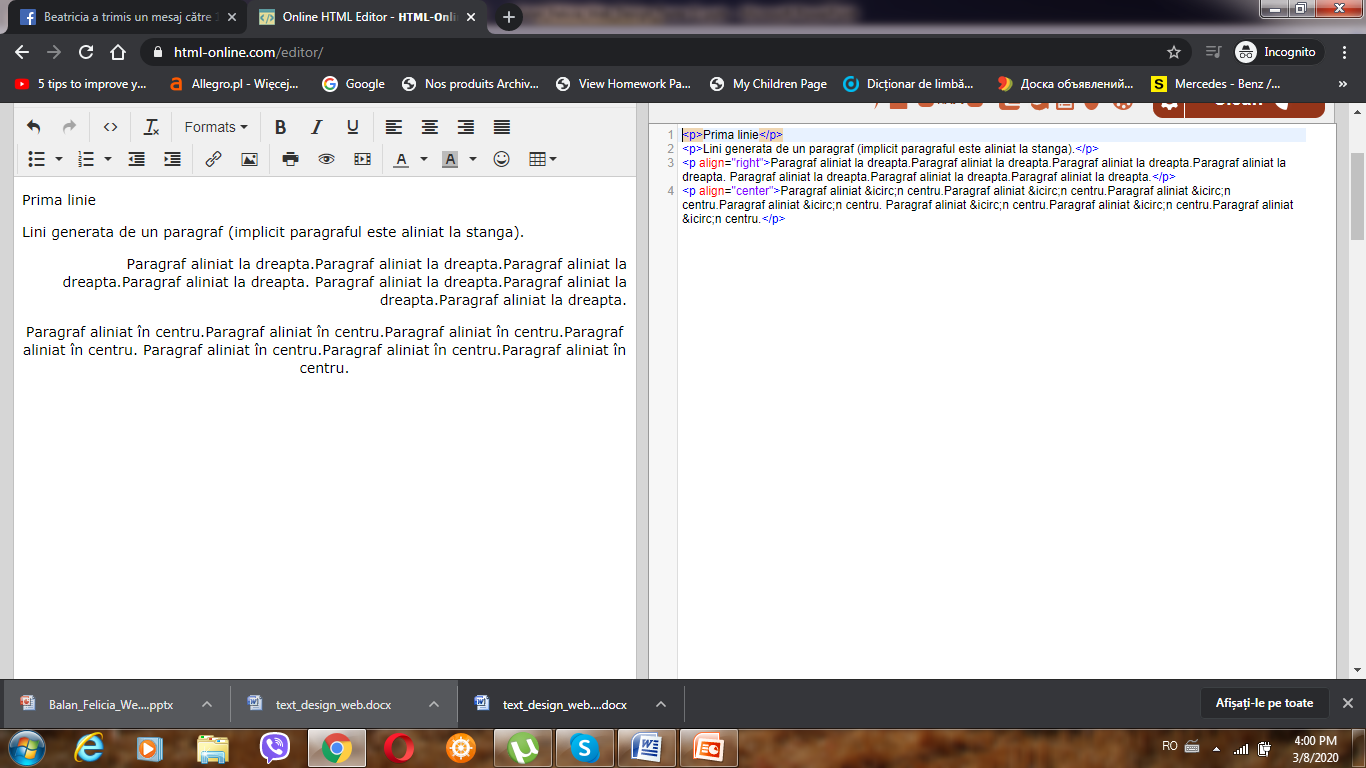 Beatricia a trimis un mesaj către
Online HTML Editor - HTML-Onli
html-online.com/editor/
Incognito
5 tips to improve y...
Allegro.pl - Więcej...
Google
Nos produits Archiv...
View Homework Pa...
My Children Page
Dicționar de limbă...
Доска объявлений...
Mercedes - Benz /...
Formats
Prima linie
Lini generata de un paragraf (implicit paragraful este aliniat la stanga).
Paragraf aliniat la dreapta.Paragraf aliniat la dreapta.Paragraf aliniat la
dreapta.Paragraf aliniat la dreapta. Paragraf aliniat la dreapta.Paragraf aliniat la
dreapta.Paragraf aliniat la dreapta.
Paragraf aliniat în centru.Paragraf aliniat în centru.Paragraf aliniat în centru.Paragraf
aliniat în centru. Paragraf aliniat în centru.Paragraf aliniat în centru.Paragraf aliniat în
centru.
1 <p>Prima linie</p>
2 <p>Lini generata de un paragraf (implicit paragraful este aliniat la stanga).</p>
3 <p align="right">Paragraf aliniat la dreapta.Paragraf aliniat la dreapta.Paragraf aliniat la dreapta.Paragraf aliniat la
dreapta. Paragraf aliniat la dreapta.Paragraf aliniat la dreapta.Paragraf aliniat la dreapta.</p>
4 <p align="center">Paragraf aliniat &icirc;n centru.Paragraf aliniat &icirc;n centru.Paragraf aliniat &icirc;n
centru.Paragraf aliniat &icirc;n centru. Paragraf aliniat &icirc;n centru.Paragraf aliniat &icirc;n centru.Paragraf aliniat
&icirc;n centru.</p>
Balan_Felicia_We....pptx
text_design_web.docx
text_design_web....docx
Afișați-le pe toate
RO
4:00 PM
3/8/2020